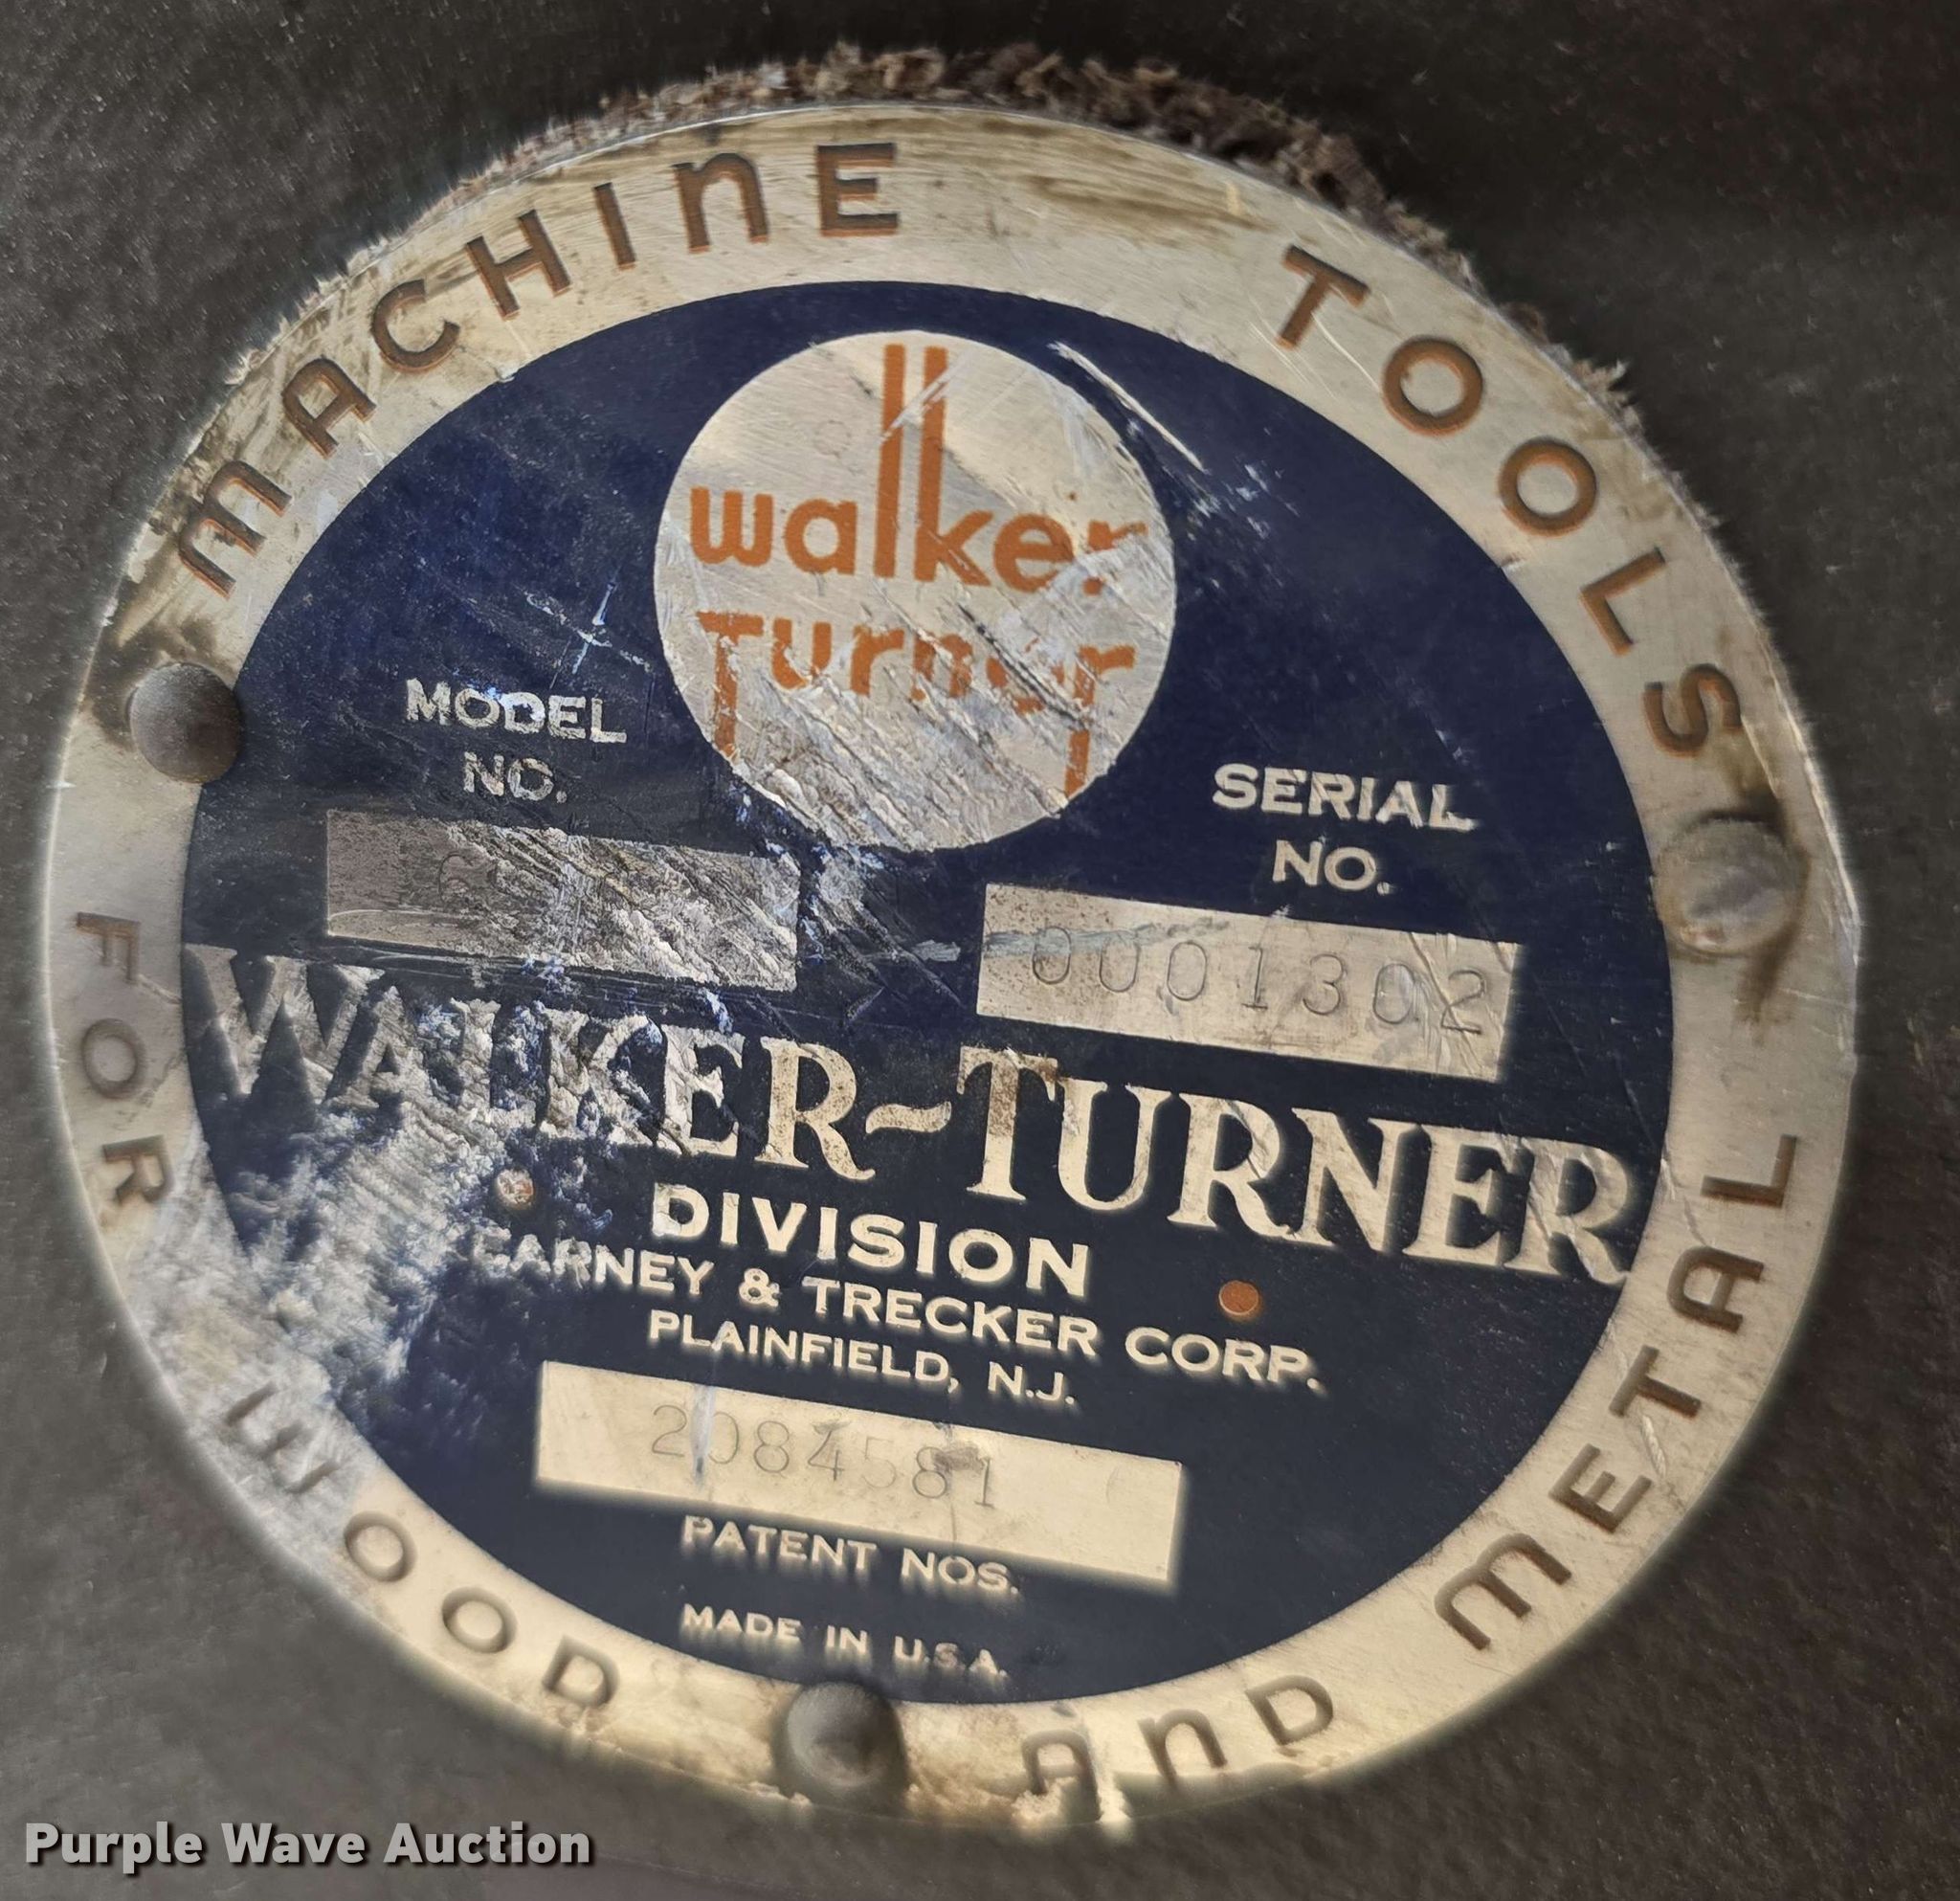 MACHINE TOOLS
walker
Turner
MODEL
NO.
SERIAL
NO.
0001302
WALKER-TURNER
DIVISION
EARNEY & TRECKER CORP.
PLAINFIELD, N.J.
2084581
PATENT NOS.
MADE IN U.S.A.
FOR WOOD AND METAL
Purple Wave Auction